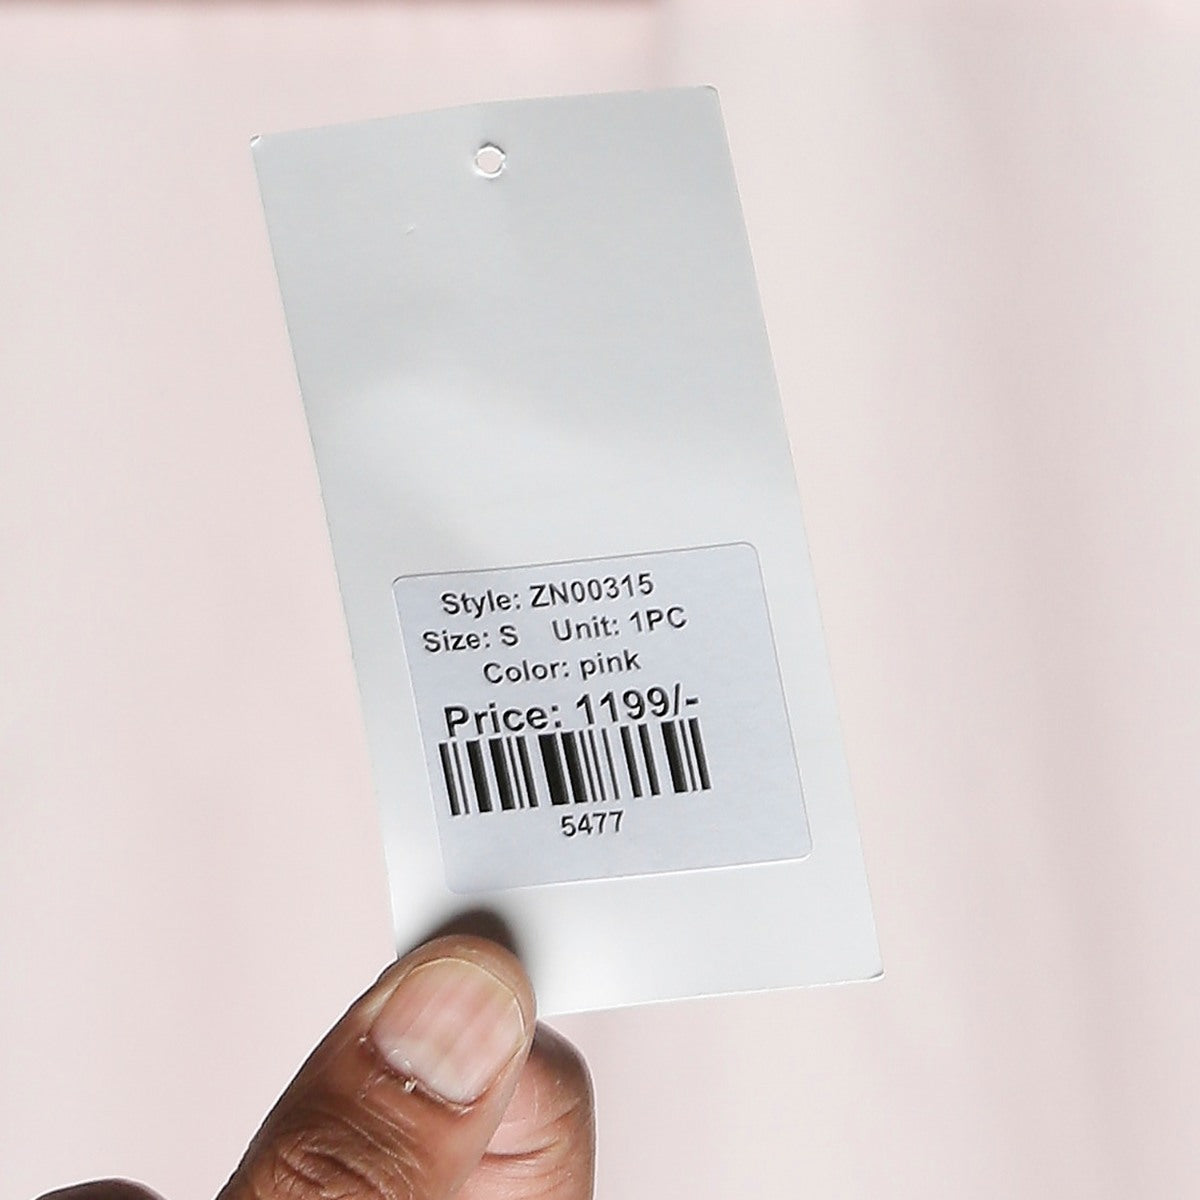 Style: ZN00315
Size: S Unit: 1PC
Color: pink
Price: 1199/-
5477